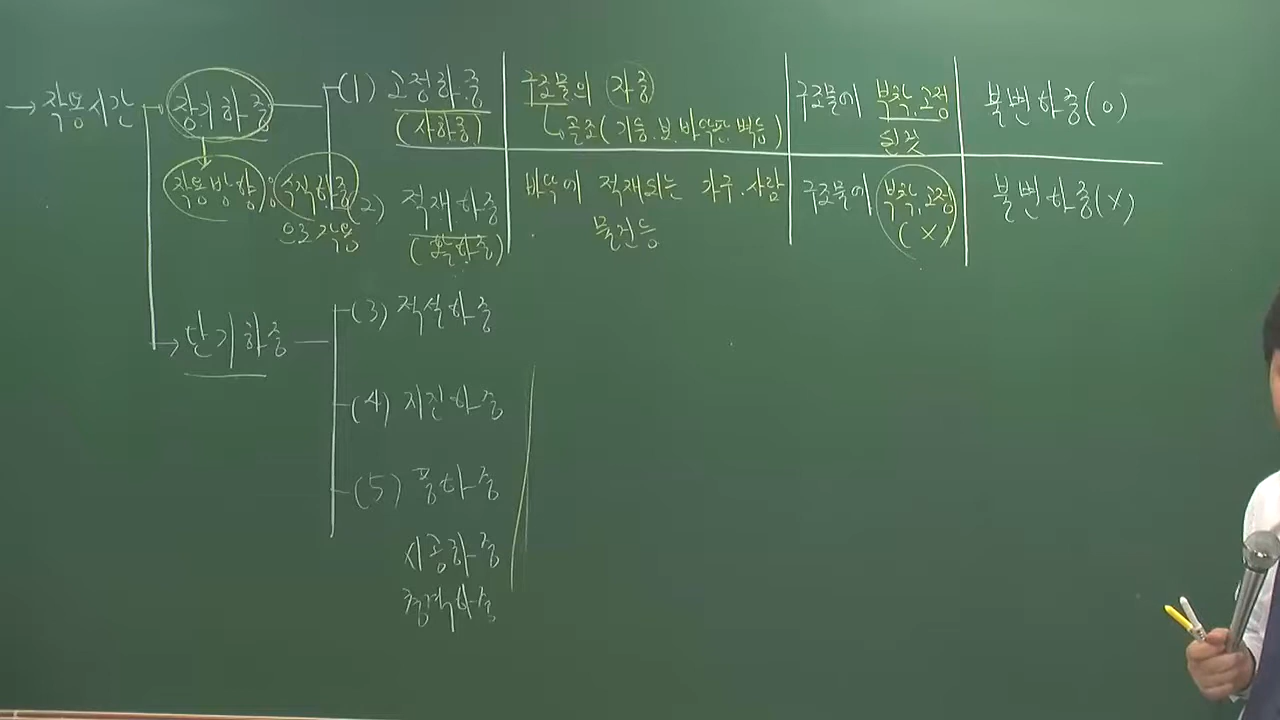 → 작용시간 → 장기하중 (1) 고정하중 구조물의 자중 구조물에 부착, 고정 불변하중(O)
(사하중) 골조(기둥.보.바닥판.벽등) 된것
작용방향 : 수직하중 (2) 적재하중 바닥에 적재되는 가구.사람 구조물에 부착,고정 불변하중(X)
으로 작용 (활하중) 물건등 (X)
→ 단기하중 (3) 적설하중
(4) 지진하중
(5) 풍하중
시공하중
충격하중